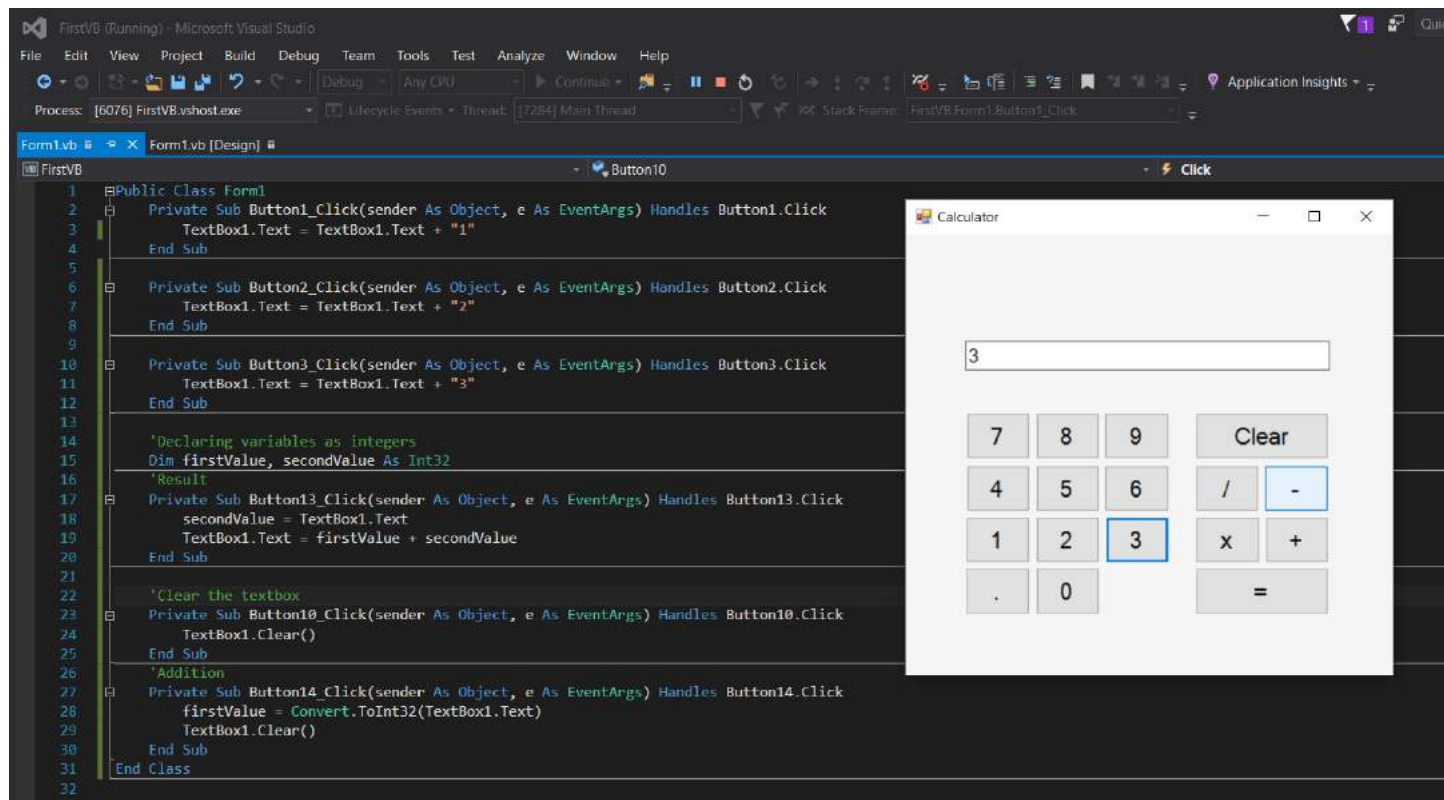 FirstVB (Running) - Microsoft Visual Studio
1
File Edit View Project Build Debug Team Tools Test Analyze Window Help
Debug Any CPU Continue Application Insights
Process: [6076] FirstVB.vshost.exe Lifecycle Events Thread: [7284] Main Thread Stack Frame: FirstVB.Form1.Button1_Click
Form1.vb Form1.vb [Design]
VB FirstVB Button10 Click
1 Public Class Form1
2 Private Sub Button1_Click(sender As Object, e As EventArgs) Handles Button1.Click
3 TextBox1.Text = TextBox1.Text + "1"
4 End Sub
5
6 Private Sub Button2_Click(sender As Object, e As EventArgs) Handles Button2.Click
7 TextBox1.Text = TextBox1.Text + "2"
8 End Sub
9
10 Private Sub Button3_Click(sender As Object, e As EventArgs) Handles Button3.Click
11 TextBox1.Text = TextBox1.Text + "3"
12 End Sub
13
14 'Declaring variables as integers
15 Dim firstValue, secondValue As Int32
16 'Result
17 Private Sub Button13_Click(sender As Object, e As EventArgs) Handles Button13.Click
18 secondValue = TextBox1.Text
19 TextBox1.Text = firstValue + secondValue
20 End Sub
21
22 'Clear the textbox
23 Private Sub Button10_Click(sender As Object, e As EventArgs) Handles Button10.Click
24 TextBox1.Clear()
25 End Sub
26 'Addition
27 Private Sub Button14_Click(sender As Object, e As EventArgs) Handles Button14.Click
28 firstValue = Convert.ToInt32(TextBox1.Text)
29 TextBox1.Clear()
30 End Sub
31 End Class
32
Calculator
3
7 8 9 Clear
4 5 6 / -
1 2 3 x +
. 0 =